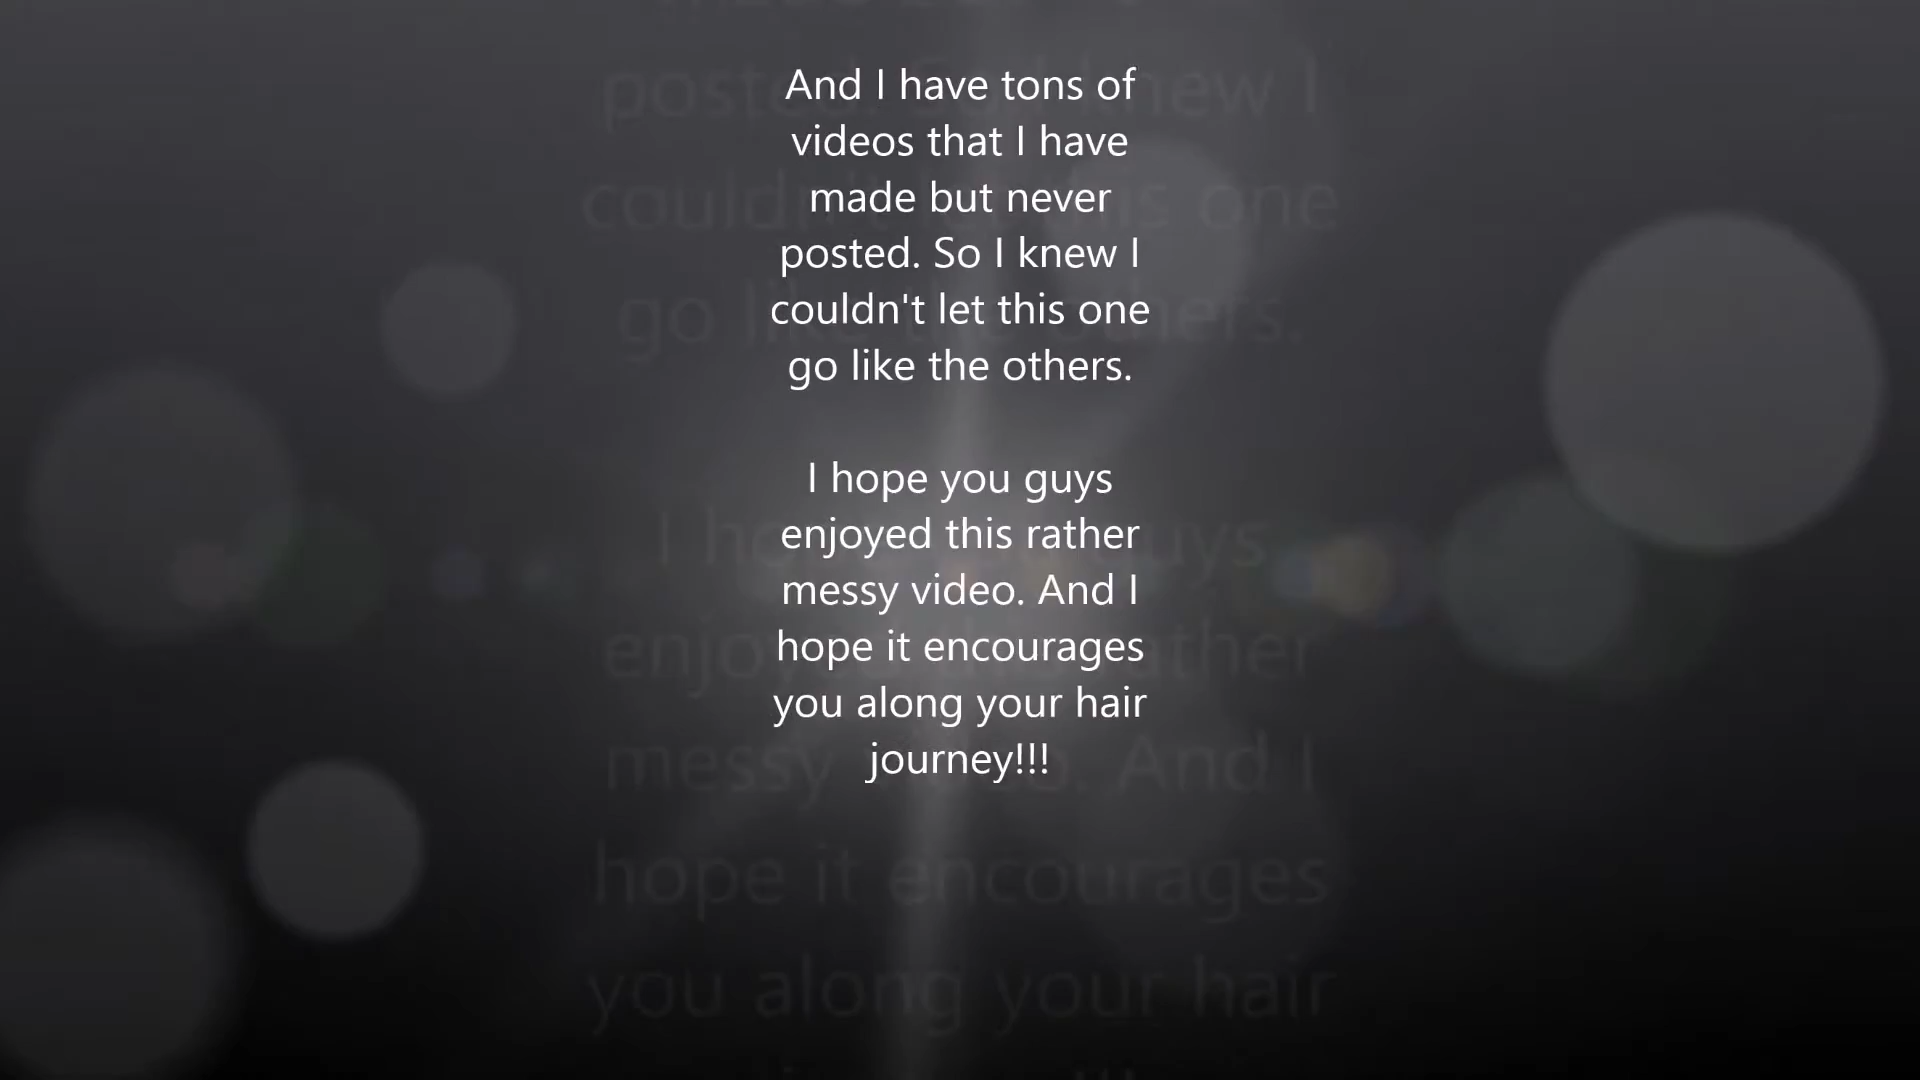 And I have tons of
videos that I have
made but never
posted. So I knew I
couldn't let this one
go like the others.
I hope you guys
enjoyed this rather
messy video. And I
hope it encourages
you along your hair
journey!!!